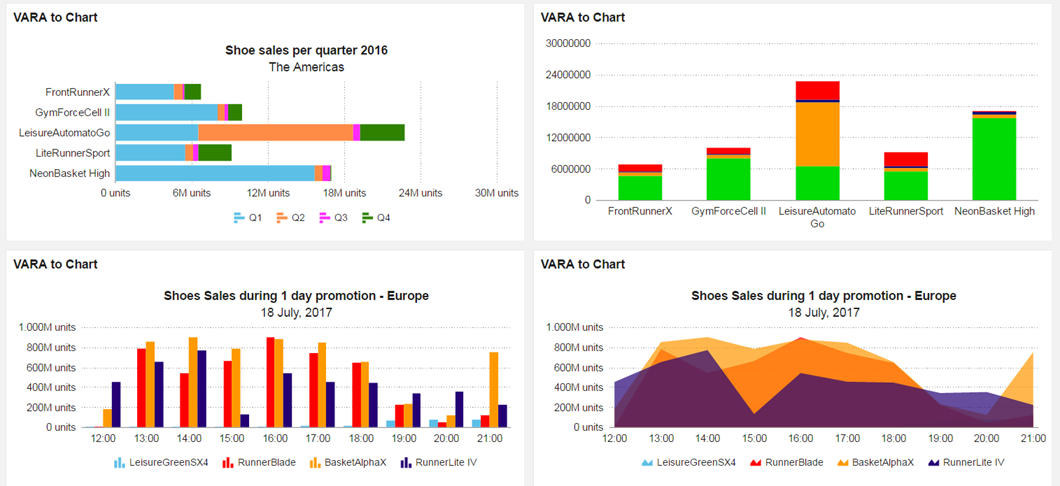 VARA to Chart
Shoe sales per quarter 2016
The Americas
FrontRunnerX
GymForceCell II
LeisureAutomatoGo
LiteRunnerSport
NeonBasket High
0 units 6M units 12M units 18M units 24M units 30M units
Q1 Q2 Q3 Q4
VARA to Chart
30000000
24000000
18000000
12000000
6000000
0
FrontRunnerX GymForceCell II LeisureAutomato LiteRunnerSport NeonBasket High
Go
VARA to Chart
Shoes Sales during 1 day promotion - Europe
18 July, 2017
1.000M units
800M units
600M units
400M units
200M units
0 units
12:00 13:00 14:00 15:00 16:00 17:00 18:00 19:00 20:00 21:00
LeisureGreenSX4 RunnerBlade BasketAlphaX RunnerLite IV
VARA to Chart
Shoes Sales during 1 day promotion - Europe
18 July, 2017
1.000M units
800M units
600M units
400M units
200M units
0 units
12:00 13:00 14:00 15:00 16:00 17:00 18:00 19:00 20:00 21:00
LeisureGreenSX4 RunnerBlade BasketAlphaX RunnerLite IV